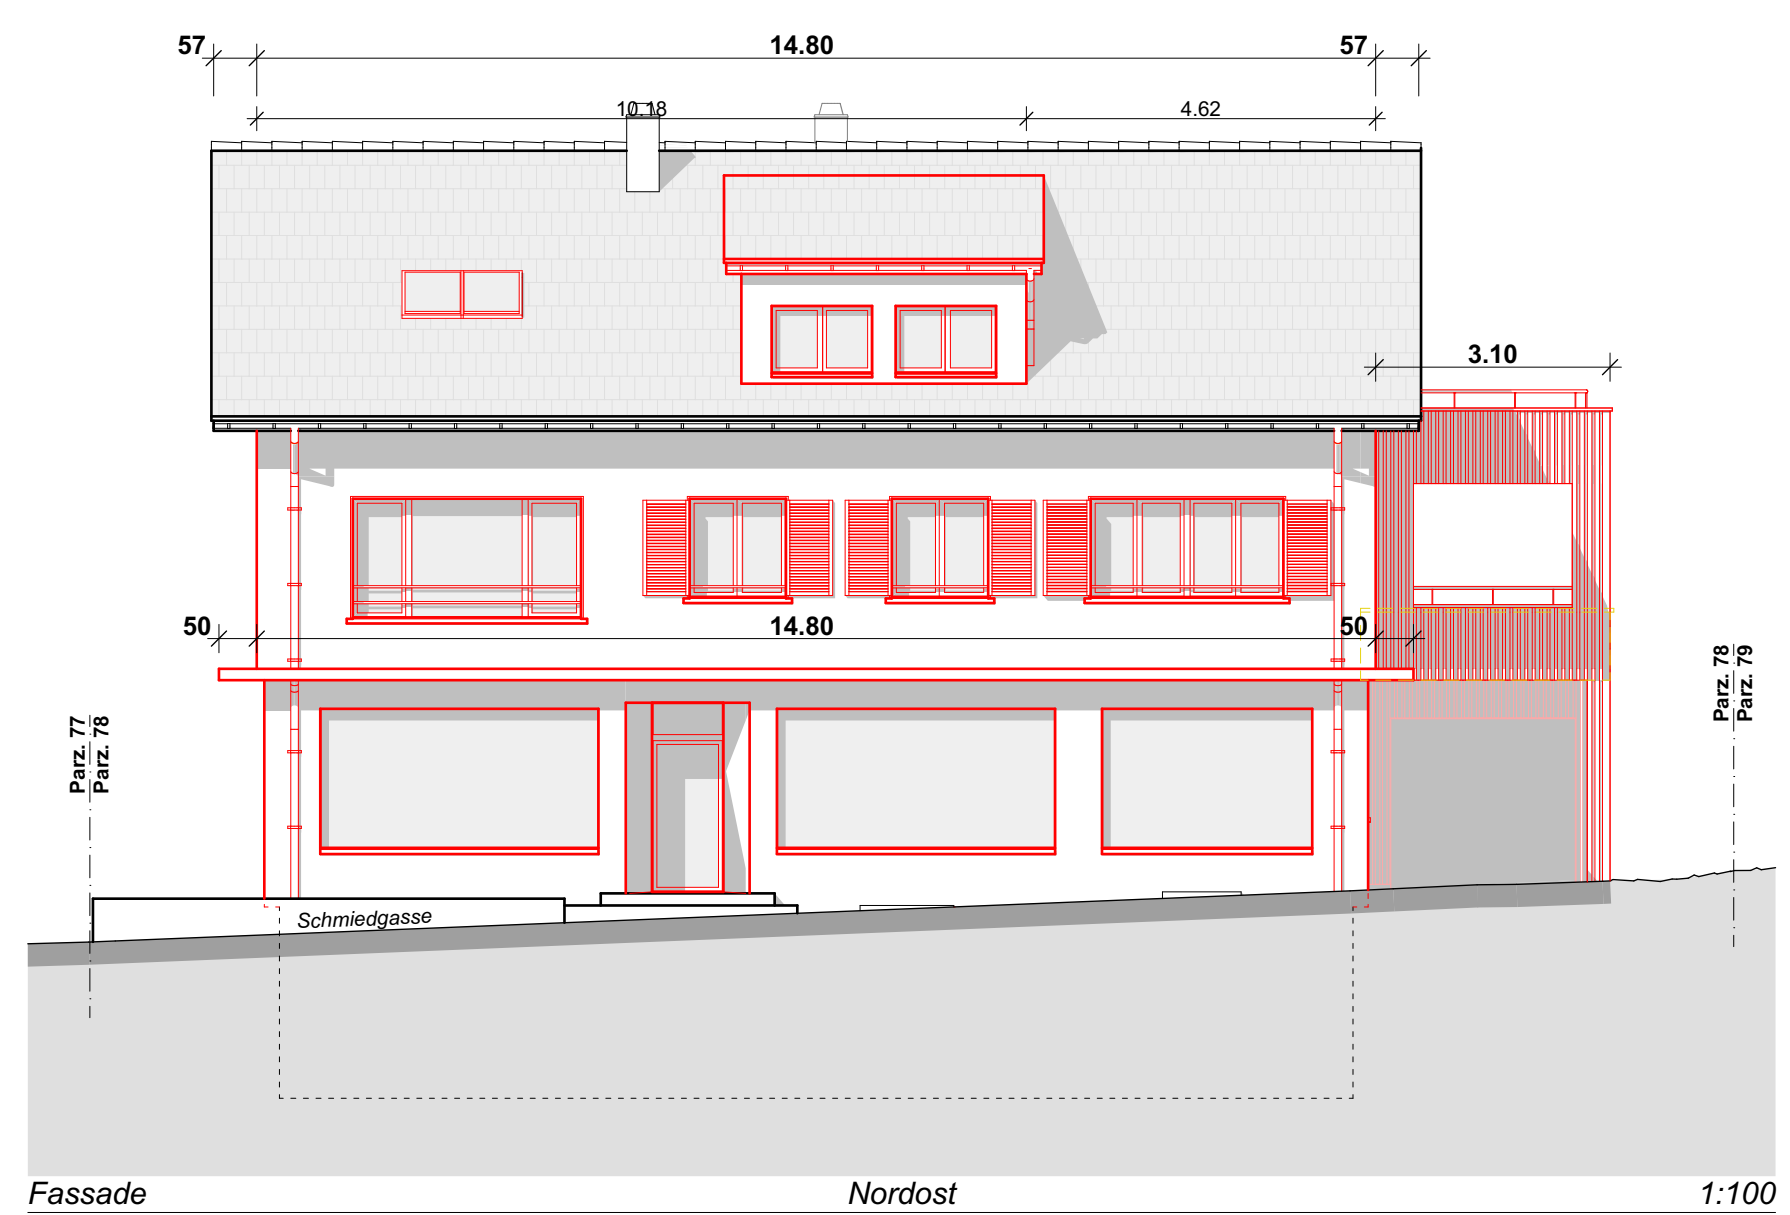 57 14.80 57
10.18 4.62
3.10
50 14.80 50
Parz. 77
Parz. 78
Parz. 78
Parz. 79
Schmiedgasse
Fassade Nordost 1:100